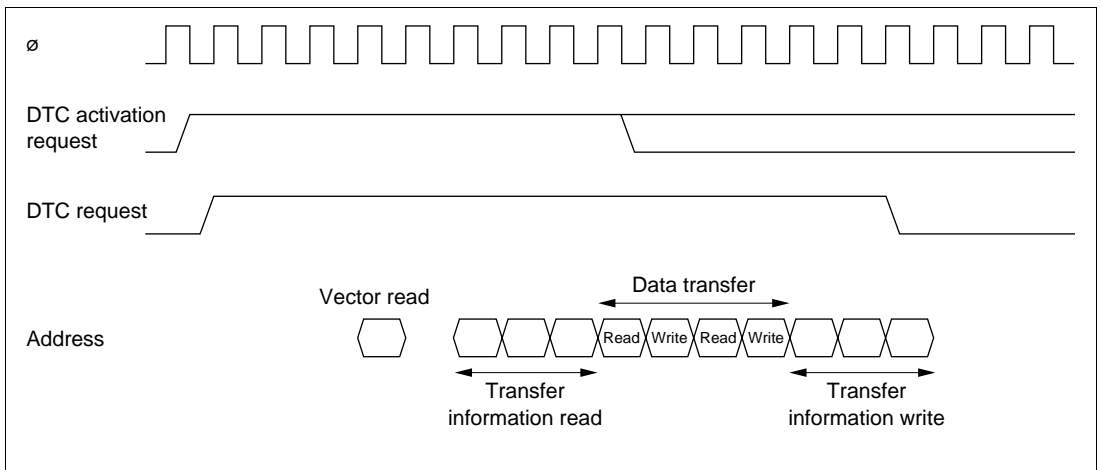 ø
DTC activation
request
DTC request
Data transfer
Vector read
Address
Read Write Read Write
Transfer
information read
Transfer
information write